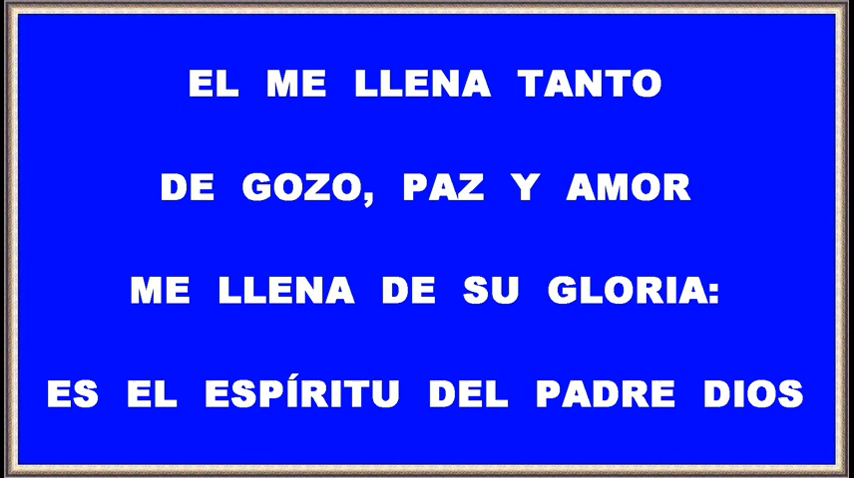 EL ME LLENA TANTO
DE GOZO, PAZ Y AMOR
ME LLENA DE SU GLORIA:
ES EL ESPÍRITU DEL PADRE DIOS